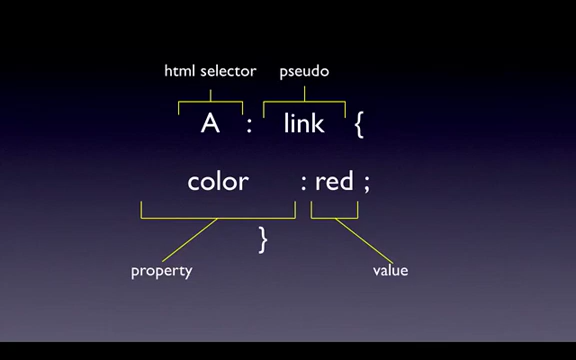 html selector pseudo
A : link {
color : red ;
}
property value